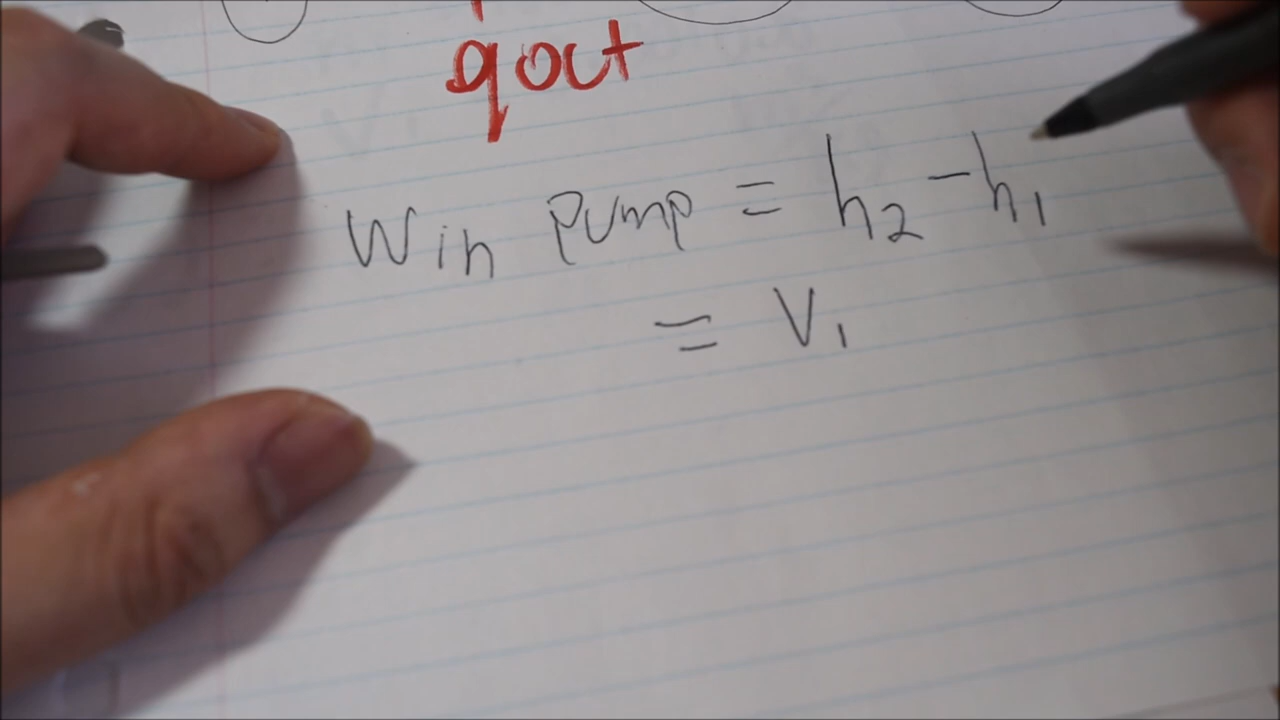 qout
Win pump = h2 - h1
= V1